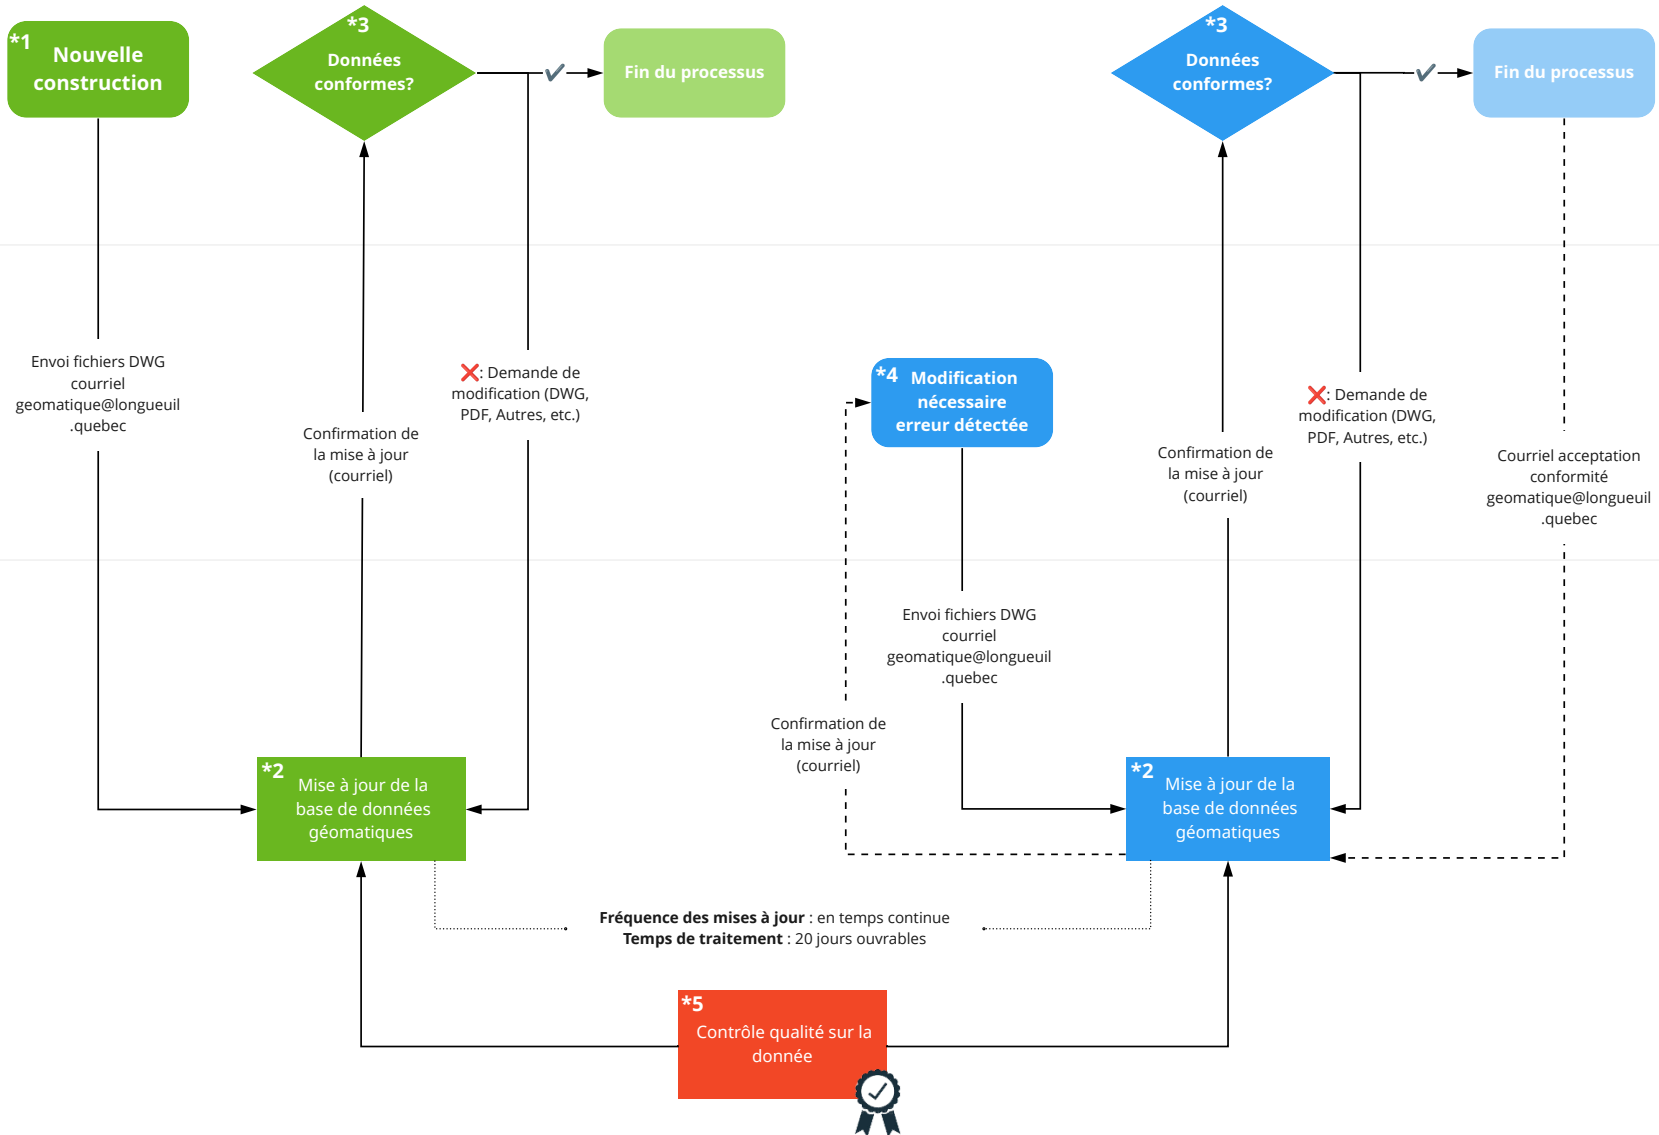 *1
Nouvelle
construction
*3
Données
conformes?
Fin du processus
*3
Données
conformes?
Fin du processus
Envoi fichiers DWG
courriel
geomatique@longueuil
.quebec
Confirmation de
la mise à jour
(courriel)
❌: Demande de
modification (DWG,
PDF, Autres, etc.)
*4
Modification
nécessaire
erreur détectée
Confirmation de
la mise à jour
(courriel)
❌: Demande de
modification (DWG,
PDF, Autres, etc.)
Courriel acceptation
conformité
geomatique@longueuil
.quebec
Envoi fichiers DWG
courriel
geomatique@longueuil
.quebec
Confirmation de
la mise à jour
(courriel)
*2
Mise à jour de la
base de données
géomatiques
*2
Mise à jour de la
base de données
géomatiques
Fréquence des mises à jour : en temps continue
Temps de traitement : 20 jours ouvrables
*5
Contrôle qualité sur la
donnée